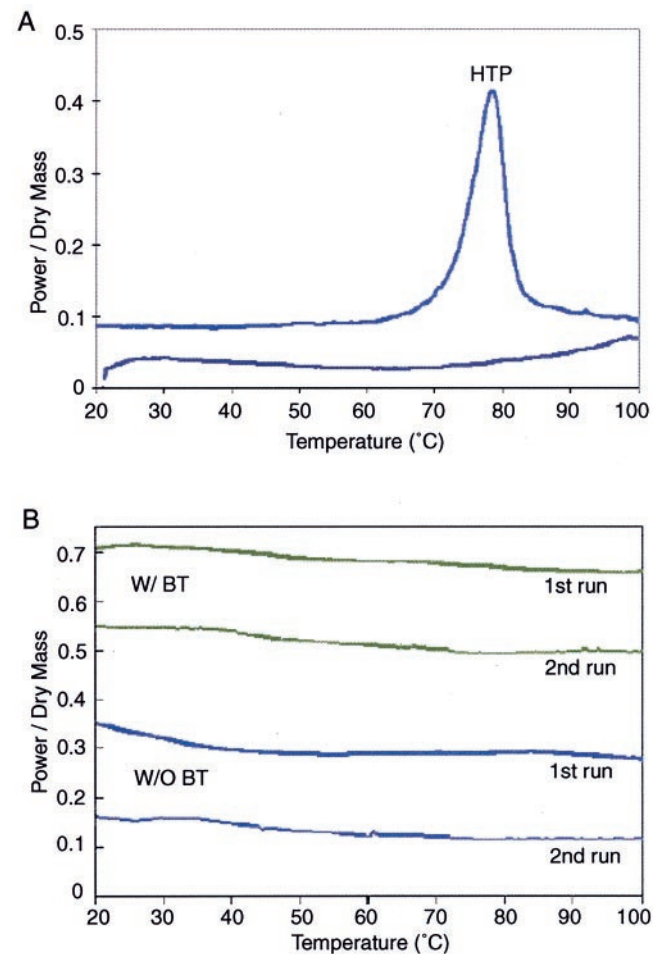 A
HTP
0.5
0.4
0.3
0.2
0.1
0
Power / Dry Mass
20 30 40 50 60 70 80 90 100
Temperature (˚C)
B
0.7
0.6
0.5
0.4
0.3
0.2
0.1
0
Power / Dry Mass
W/ BT
1st run
2nd run
W/O BT
1st run
2nd run
20 30 40 50 60 70 80 90 100
Temperature (˚C)